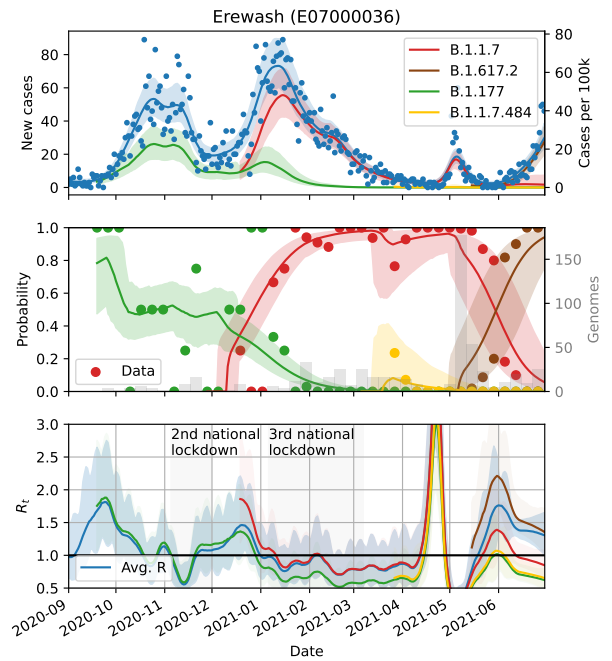 Erewash (E07000036)
New cases
80
60
40
20
0
B.1.1.7
B.1.617.2
B.1.177
B.1.1.7.484
80
60
40
20
0
Cases per 100k
Probability
1.0
0.8
0.6
0.4
0.2
0.0
Data
150
100
50
0
Genomes
R_t
3.0
2.5
2.0
1.5
1.0
0.5
2nd national
lockdown
3rd national
lockdown
Avg. R
2020-09
2020-10
2020-11
2020-12
2021-01
2021-02
2021-03
2021-04
2021-05
2021-06
Date